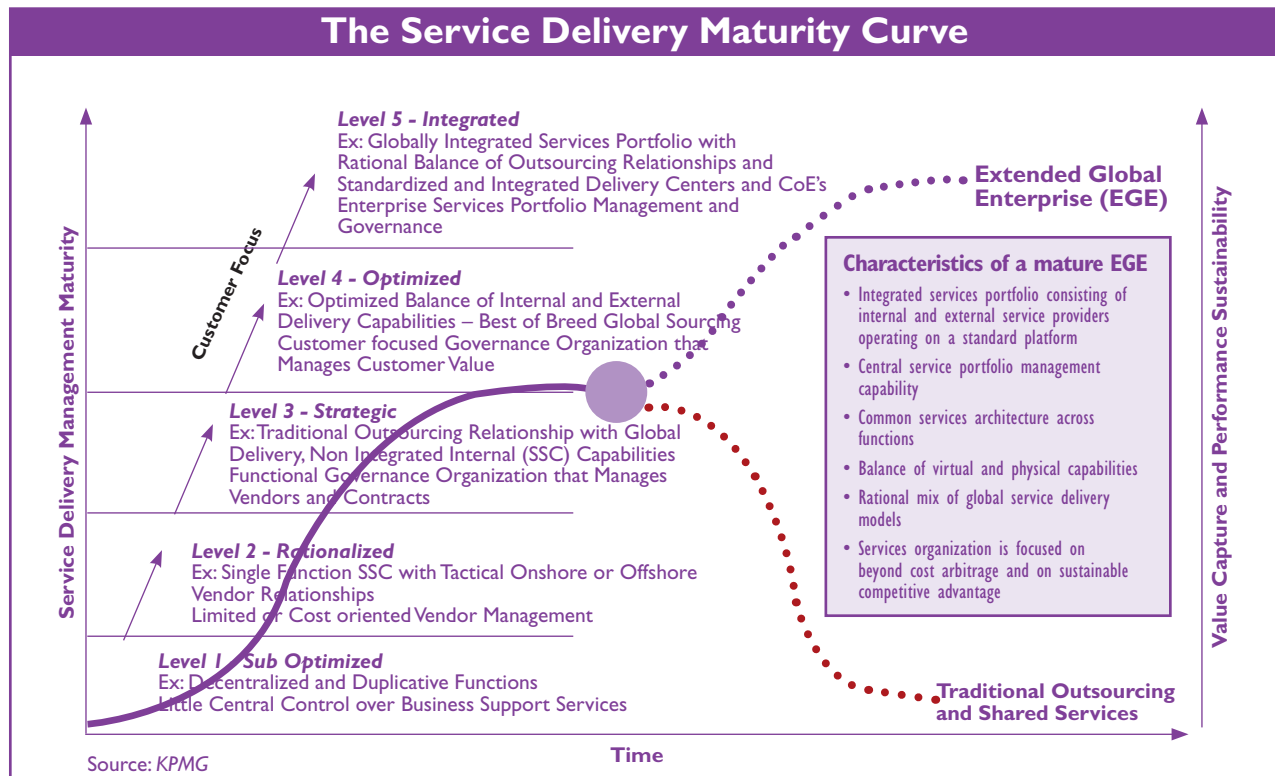 The Service Delivery Maturity Curve
Service Delivery Management Maturity
Customer Focus
Level 5 - Integrated
Ex: Globally Integrated Services Portfolio with
Rational Balance of Outsourcing Relationships and
Standardized and Integrated Delivery Centers and CoE's
Enterprise Services Portfolio Management and
Governance
Level 4 - Optimized
Ex: Optimized Balance of Internal and External
Delivery Capabilities – Best of Breed Global Sourcing
Customer focused Governance Organization that
Manages Customer Value
Level 3 - Strategic
Ex: Traditional Outsourcing Relationship with Global
Delivery, Non Integrated Internal (SSC) Capabilities
Functional Governance Organization that Manages
Vendors and Contracts
Level 2 - Rationalized
Ex: Single Function SSC with Tactical Onshore or Offshore
Vendor Relationships
Limited or Cost oriented Vendor Management
Level 1 - Sub Optimized
Ex: Decentralized and Duplicative Functions
Little Central Control over Business Support Services
Extended Global
Enterprise (EGE)
Characteristics of a mature EGE
• Integrated services portfolio consisting of
internal and external service providers
operating on a standard platform
• Central service portfolio management
capability
• Common services architecture across
functions
• Balance of virtual and physical capabilities
• Rational mix of global service delivery
models
• Services organization is focused on
beyond cost arbitrage and on sustainable
competitive advantage
Traditional Outsourcing
and Shared Services
Value Capture and Performance Sustainability
Time
Source: KPMG